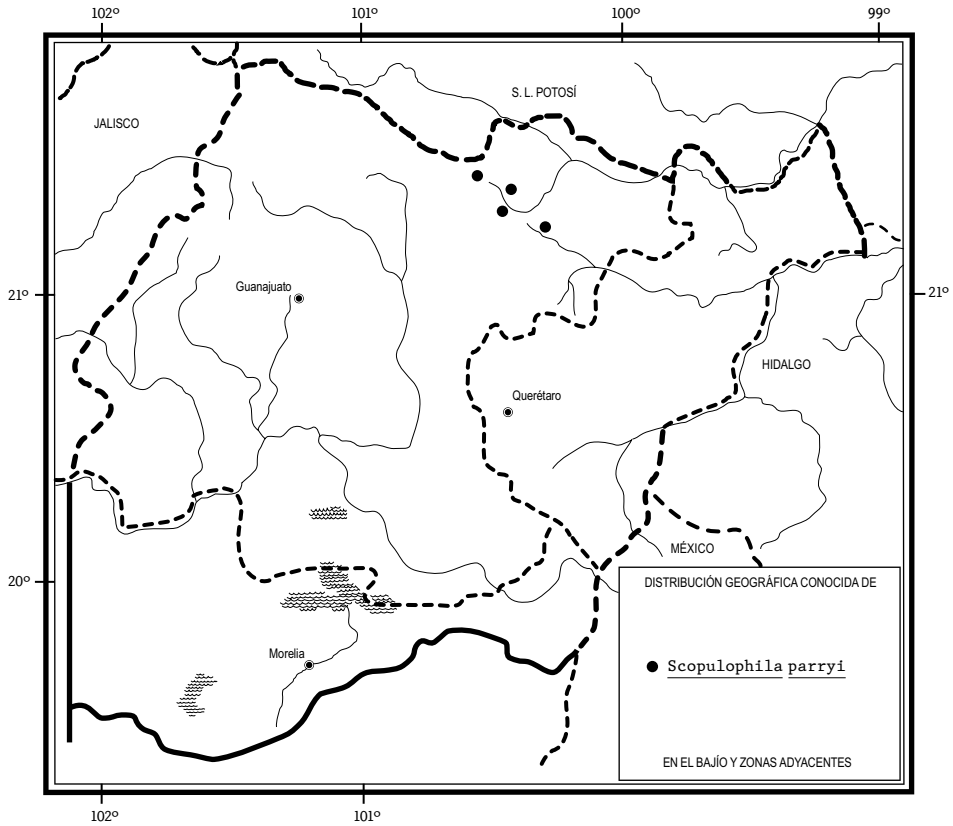 102º 101º 100º 99º
S. L. POTOSÍ
JALISCO
Guanajuato
21º 21º
HIDALGO
Querétaro
MÉXICO
20º
DISTRIBUCIÓN GEOGRÁFICA CONOCIDA DE
Morelia
Scopulophila parryi
EN EL BAJÍO Y ZONAS ADYACENTES
102º 101º